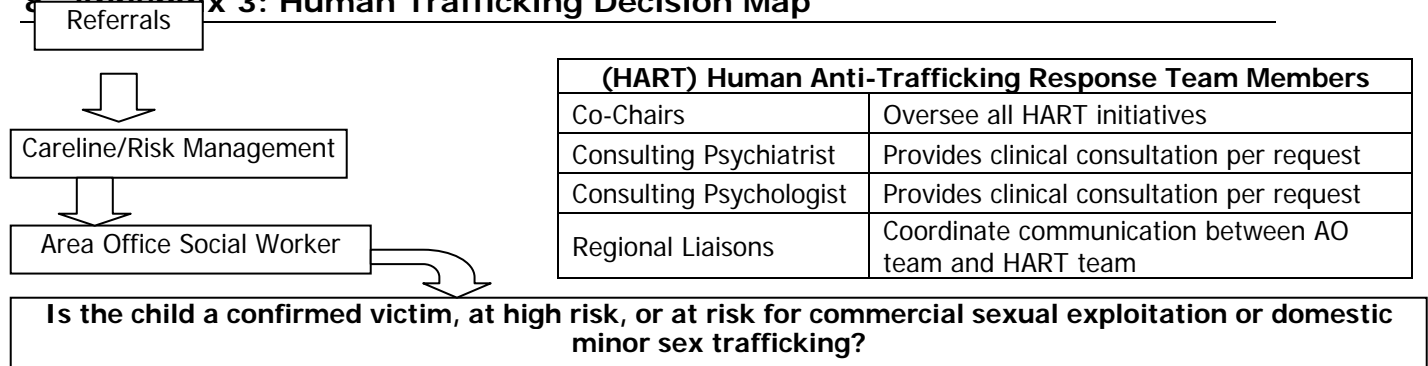 x 3: Human Trafficking Decision Map
Referrals
Careline/Risk Management
Area Office Social Worker
(HART) Human Anti-Trafficking Response Team Members
Co-Chairs Oversee all HART initiatives
Consulting Psychiatrist Provides clinical consultation per request
Consulting Psychologist Provides clinical consultation per request
Regional Liaisons Coordinate communication between AO
team and HART team
Is the child a confirmed victim, at high risk, or at risk for commercial sexual exploitation or domestic
minor sex trafficking?